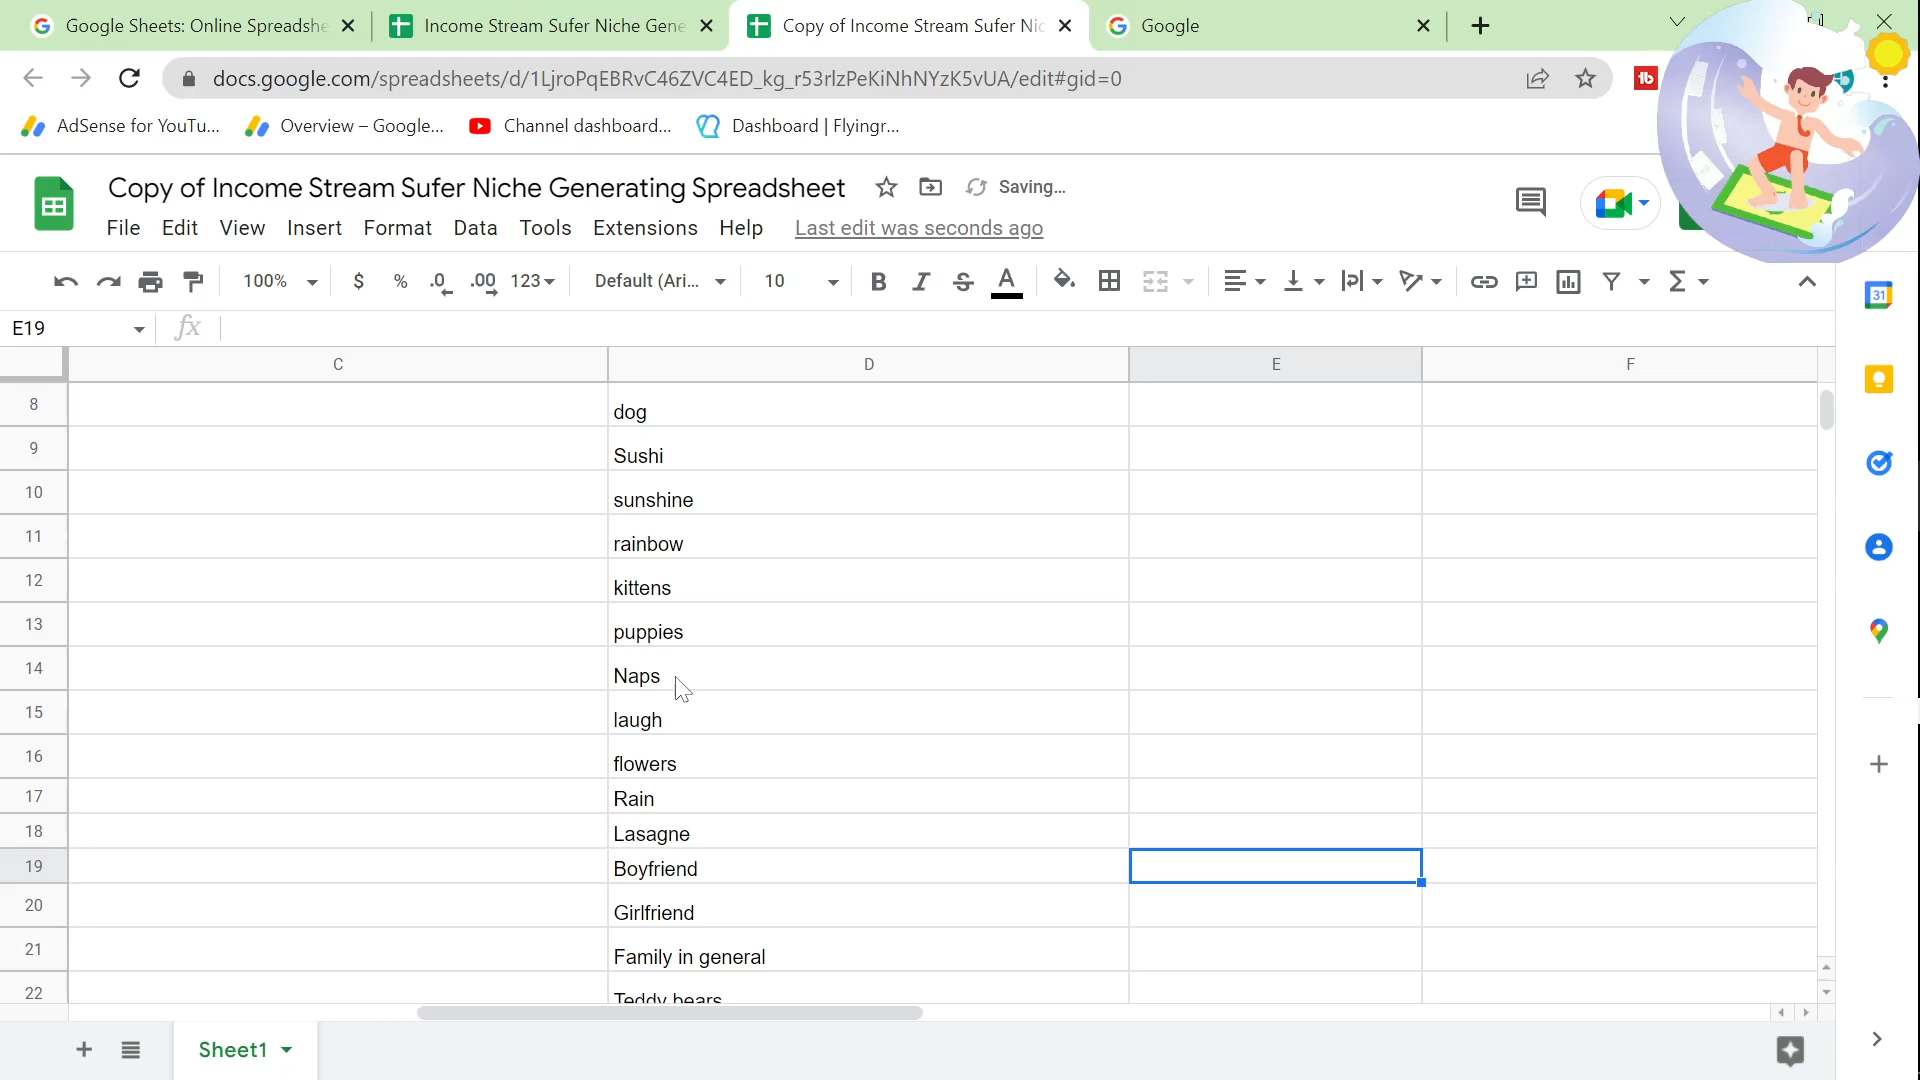 Google Sheets: Online Spreadshe
Income Stream Sufer Niche Gene
Copy of Income Stream Sufer Nic
Google
docs.google.com/spreadsheets/d/1LjroPqEBRvC46ZVC4ED_kg_r53rlzPeKiNhNYzK5vUA/edit#gid=0
AdSense for YouTu...
Overview – Google...
Channel dashboard...
Dashboard | Flyingr...
Copy of Income Stream Sufer Niche Generating Spreadsheet
Saving...
File Edit View Insert Format Data Tools Extensions Help Last edit was seconds ago
100% $ % .0 .00 123 Default (Ari... 10 B I S A
E19 fx
C D E F
8 dog
9 Sushi
10 sunshine
11 rainbow
12 kittens
13 puppies
14 Naps
15 laugh
16 flowers
17 Rain
18 Lasagne
19 Boyfriend
20 Girlfriend
21 Family in general
22 Teddy bears
Sheet1
31